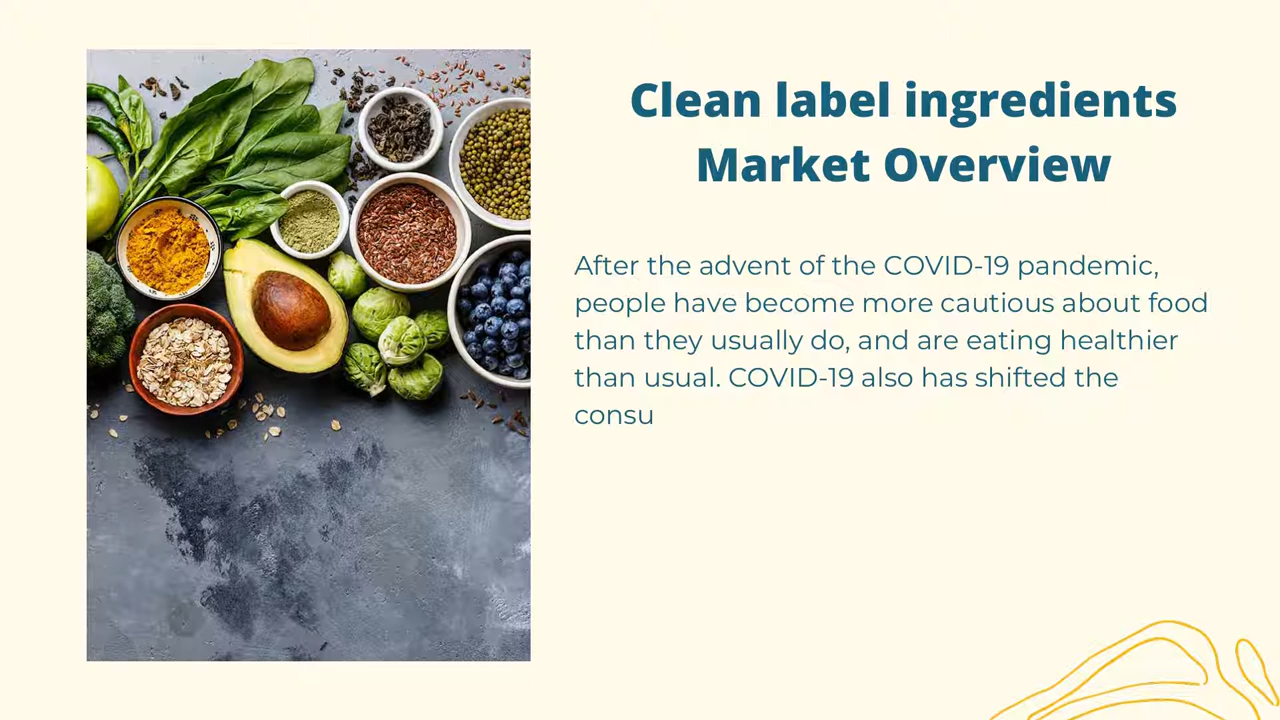 Clean label ingredients
Market Overview
After the advent of the COVID-19 pandemic,
people have become more cautious about food
than they usually do, and are eating healthier
than usual. COVID-19 also has shifted the
consu